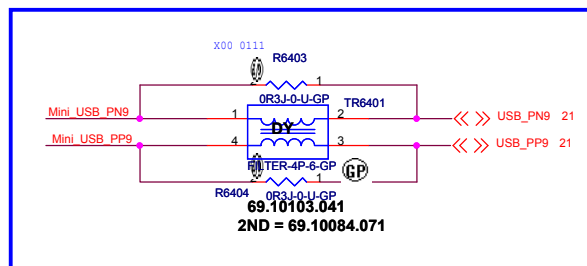 X00 0111
R6403
2 1
0R3J-0-U-GP
TR6401
Mini_USB_PN9 1 2 USB_PN9 21
DY
Mini_USB_PP9 4 3 USB_PP9 21
FILTER-4P-6-GP
1 GP
R6404 0R3J-0-U-GP
69.10103.041
2ND = 69.10084.071